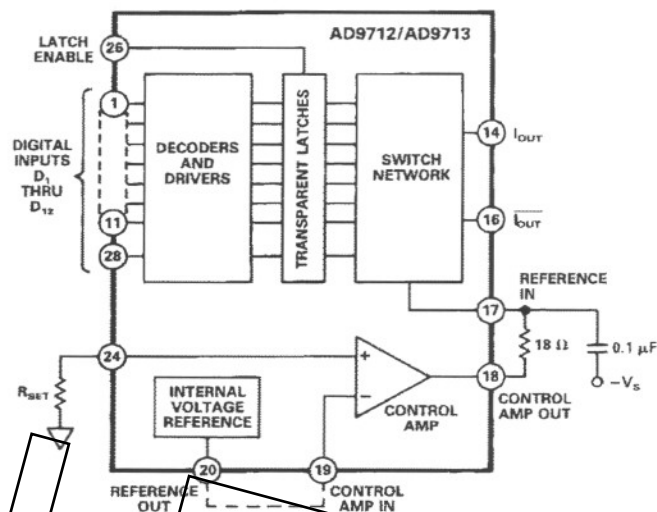 AD9712/AD9713
LATCH
ENABLE
26
1
DIGITAL
INPUTS
D1
THRU
D12
11
28
DECODERS
AND
DRIVERS
TRANSPARENT LATCHES
SWITCH
NETWORK
14
IOUT
16
IOUT
REFERENCE
IN
17
18 Ω
0.1 μF
-VS
18
CONTROL
AMP OUT
24
RSET
+
−
CONTROL
AMP
INTERNAL
VOLTAGE
REFERENCE
20
19
REFERENCE
OUT
CONTROL
AMP IN